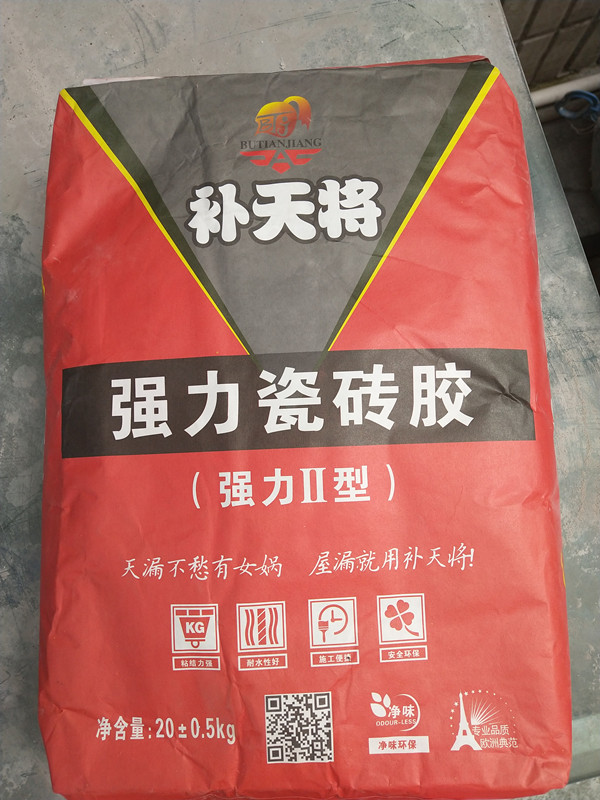 BUTIANJIANG
补天将
强力瓷砖胶
（强力II型）
天漏不愁有女娲 屋漏就用补天将!
KG
粘结力强
耐水性好
施工便捷
安全环保
净含量:20±0.5kg
净味
ODOUR-LESS
净味环保
专业品质
欧洲典范